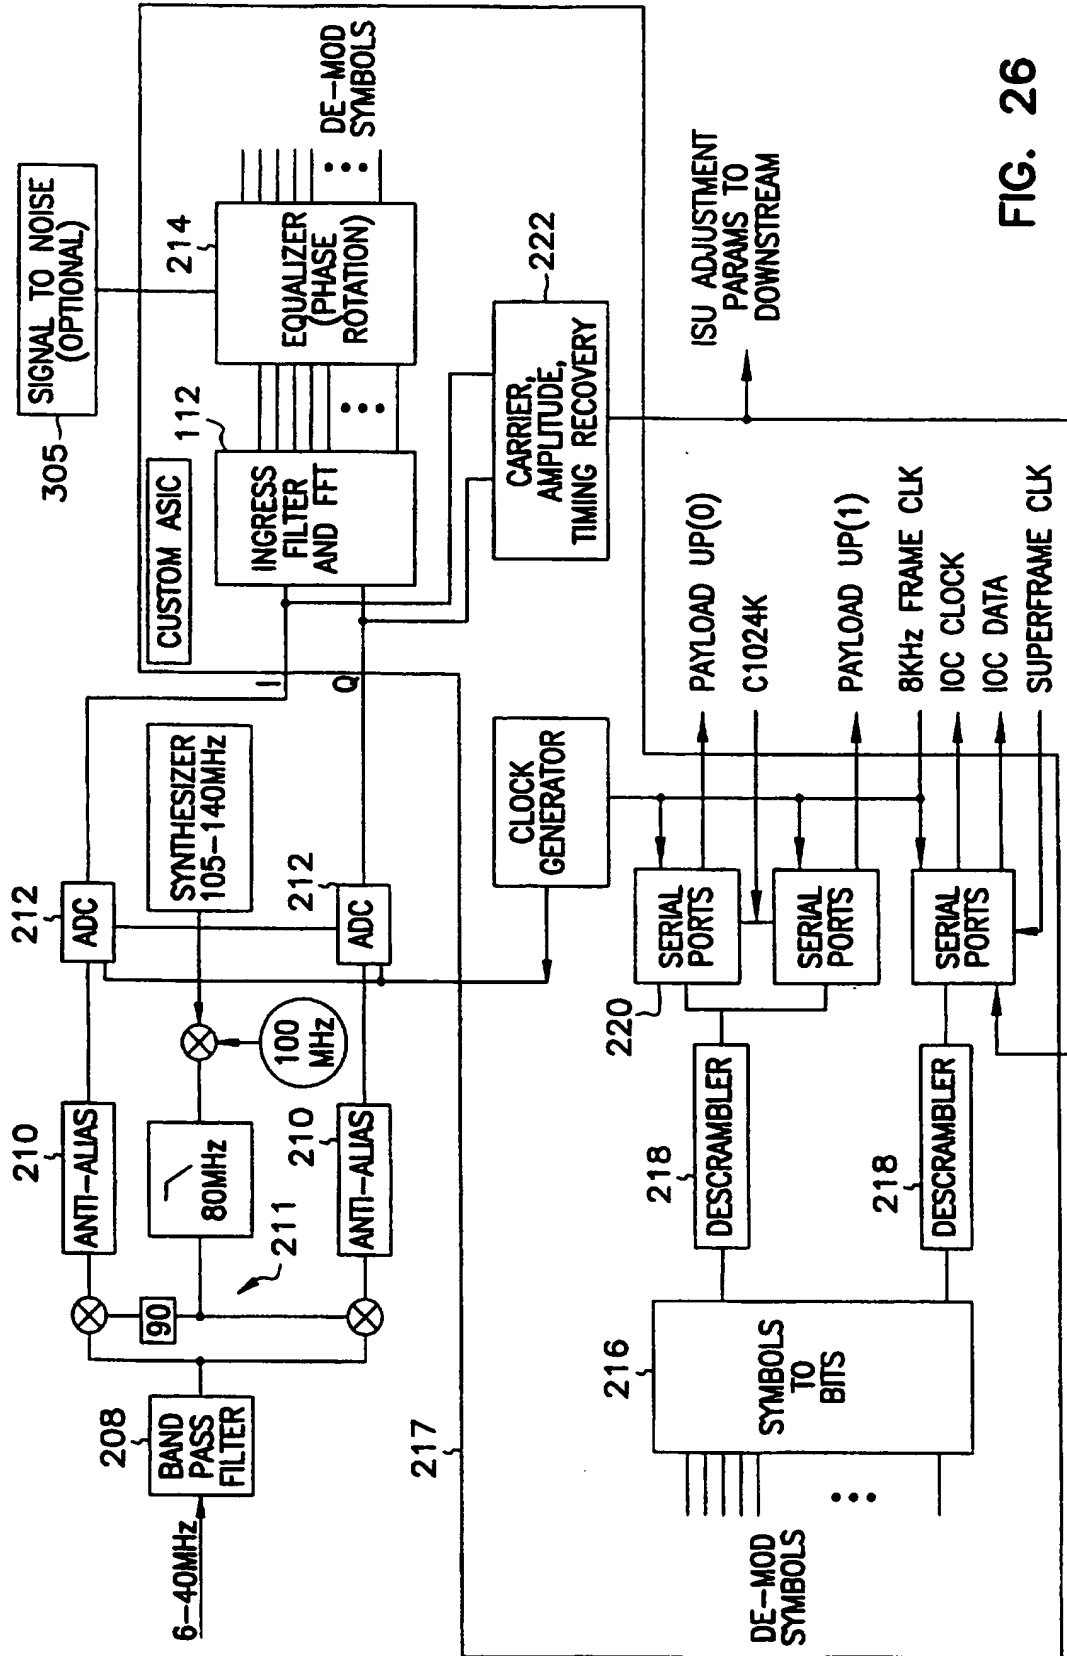 6-40MHz
208
BAND
PASS
FILTER
90
211
210
ANTI-ALIAS
80MHz
210
ANTI-ALIAS
100
MHz
212
ADC
SYNTHESIZER
105-140MHz
212
ADC
I
Q
CUSTOM ASIC
305
SIGNAL TO NOISE
(OPTIONAL)
112
INGRESS
FILTER
AND FFT
214
EQUALIZER
(PHASE
ROTATION)
DE-MOD
SYMBOLS
222
CARRIER,
AMPLITUDE,
TIMING RECOVERY
ISU ADJUSTMENT
PARAMS TO
DOWNSTREAM
217
CLOCK
GENERATOR
DE-MOD
SYMBOLS
216
SYMBOLS
TO
BITS
218
DESCRAMBLER
218
DESCRAMBLER
220
SERIAL
PORTS
SERIAL
PORTS
SERIAL
PORTS
PAYLOAD UP(0)
C1024K
PAYLOAD UP(1)
8KHz FRAME CLK
IOC CLOCK
IOC DATA
SUPERFRAME CLK
FIG. 26